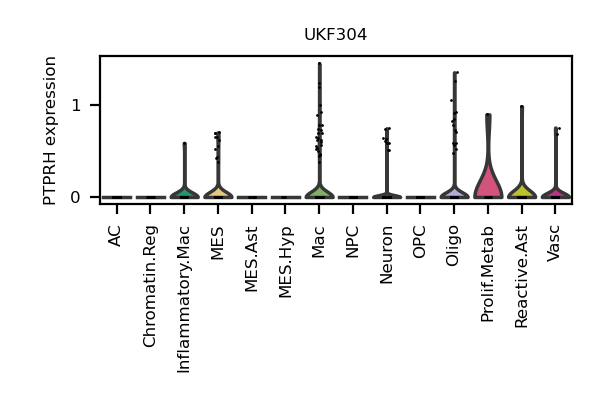 UKF304
PTPRH expression
1
0
AC
Chromatin.Reg
Inflammatory.Mac
MES
MES.Ast
MES.Hyp
Mac
NPC
Neuron
OPC
Oligo
Prolif.Metab
Reactive.Ast
Vasc